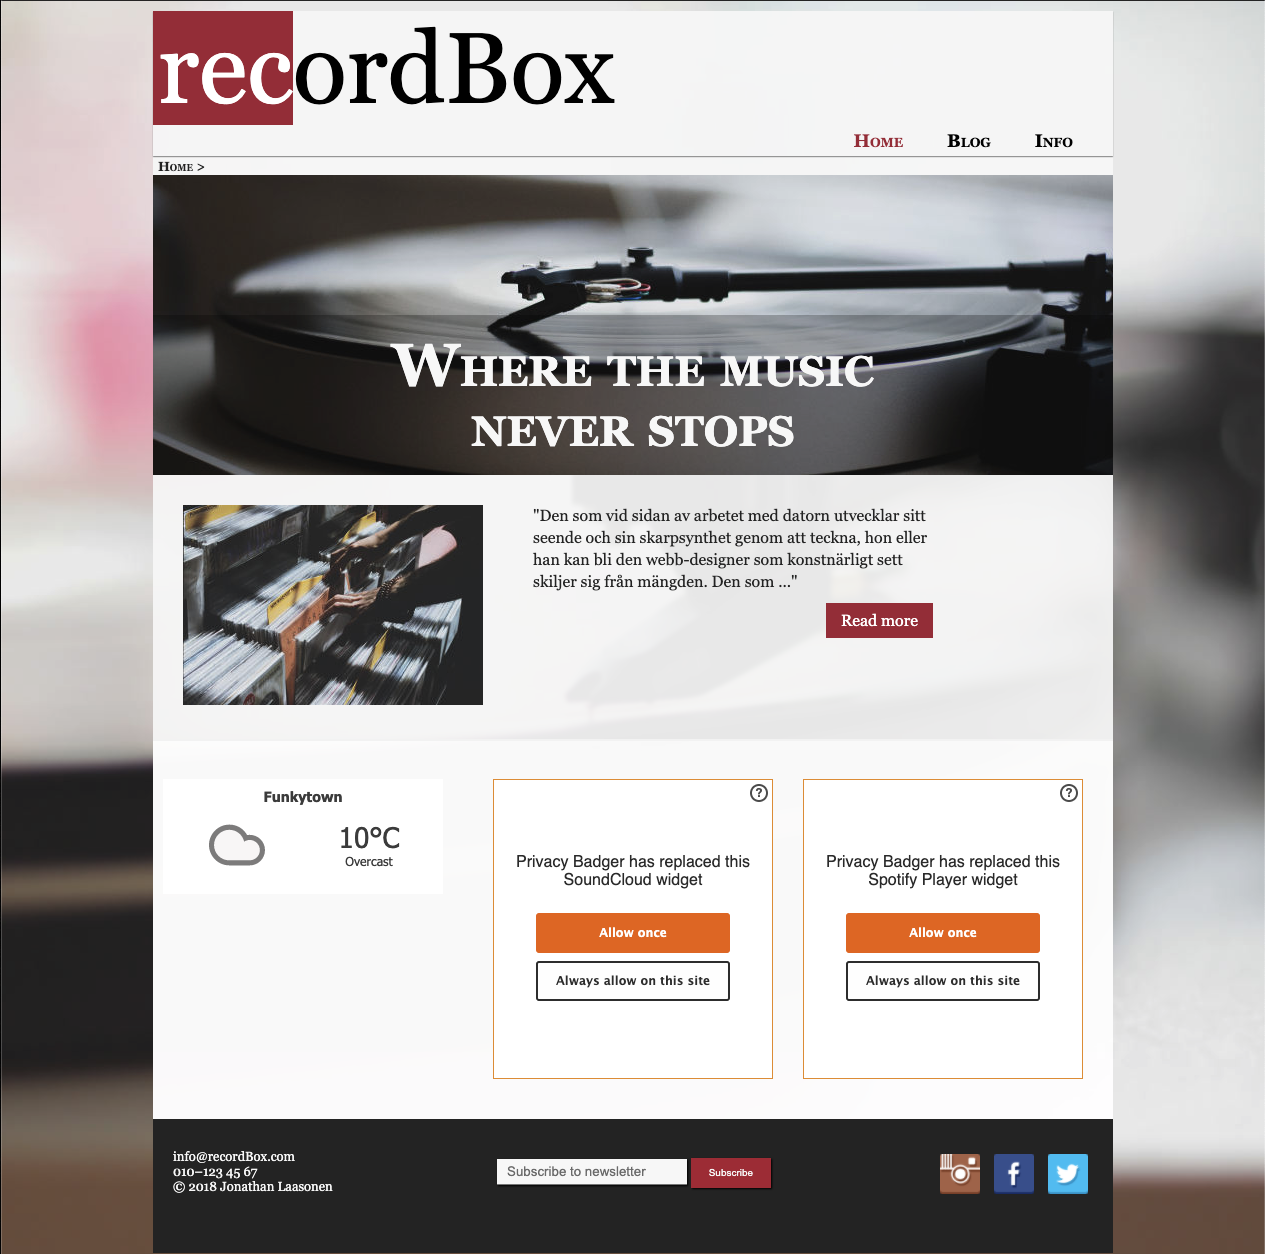 recordBox
Home Blog Info
Home >
Where the music
never stops
"Den som vid sidan av arbetet med datorn utvecklar sitt
seende och sin skarpsynthet genom att teckna, hon eller
han kan bli den webb-designer som konstnärligt sett
skiljer sig från mängden. Den som ..."
Read more
Funkytown
10°C
Overcast
?
Privacy Badger has replaced this
SoundCloud widget
Allow once
Always allow on this site
?
Privacy Badger has replaced this
Spotify Player widget
Allow once
Always allow on this site
info@recordBox.com
010–123 45 67
© 2018 Jonathan Laasonen
Subscribe to newsletter
Subscribe
f